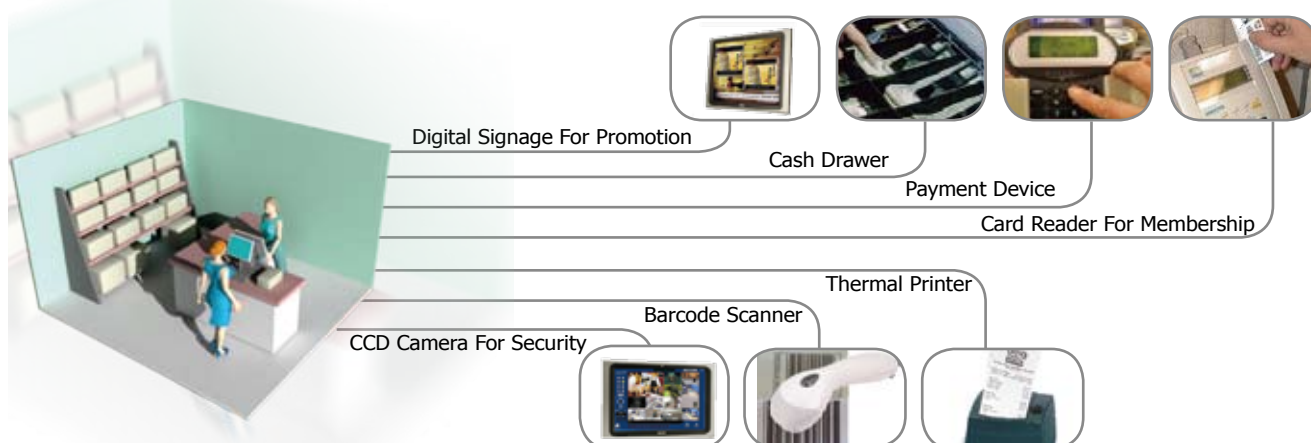 Digital Signage For Promotion
Cash Drawer
Payment Device
Card Reader For Membership
Thermal Printer
Barcode Scanner
CCD Camera For Security